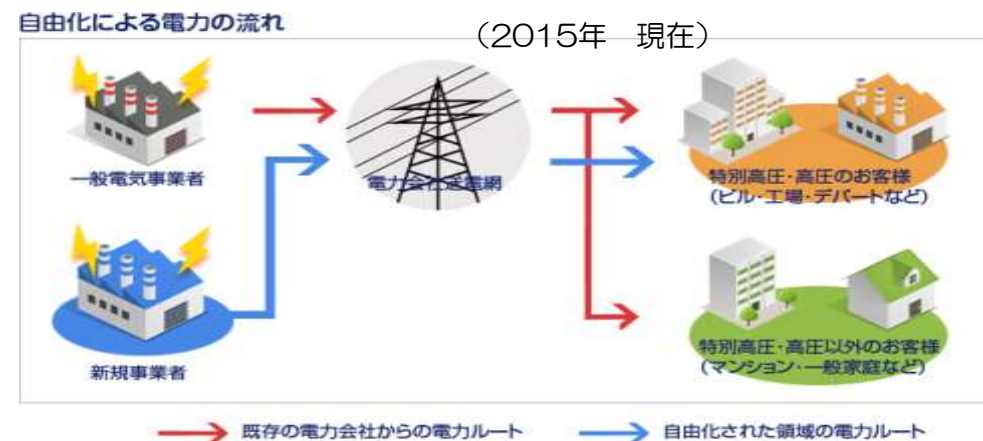 自由化による電力の流れ
（2015年　現在）
一般電気事業者
電力会社送電網
特別高圧・高圧のお客様
（ビル・工場・デパートなど）
新規事業者
特別高圧・高圧以外のお客様
（マンション・一般家庭など）
既存の電力会社からの電力ルート
自由化された領域の電力ルート